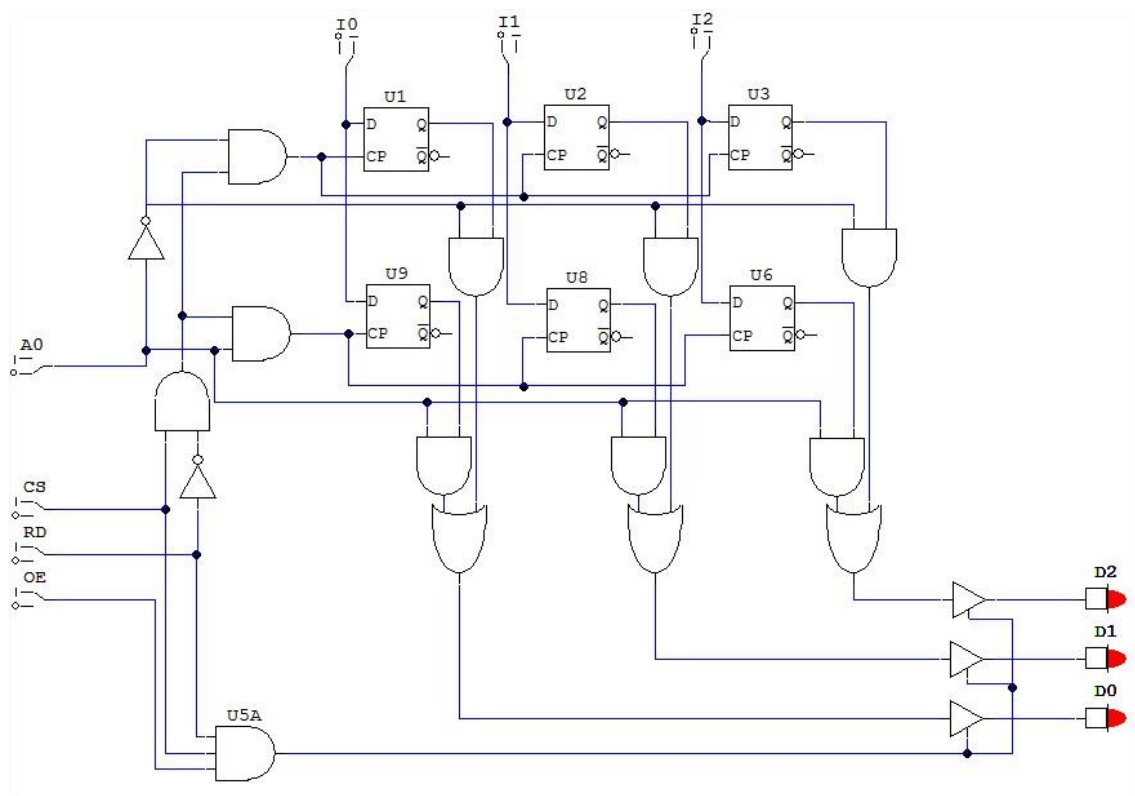 I0
I1
I2
U1
U2
U3
D Q
CP Q
D Q
CP Q
D Q
CP Q
U9
U8
U6
D Q
CP Q
D Q
CP Q
D Q
CP Q
A0
CS
RD
OE
D2
D1
D0
U5A